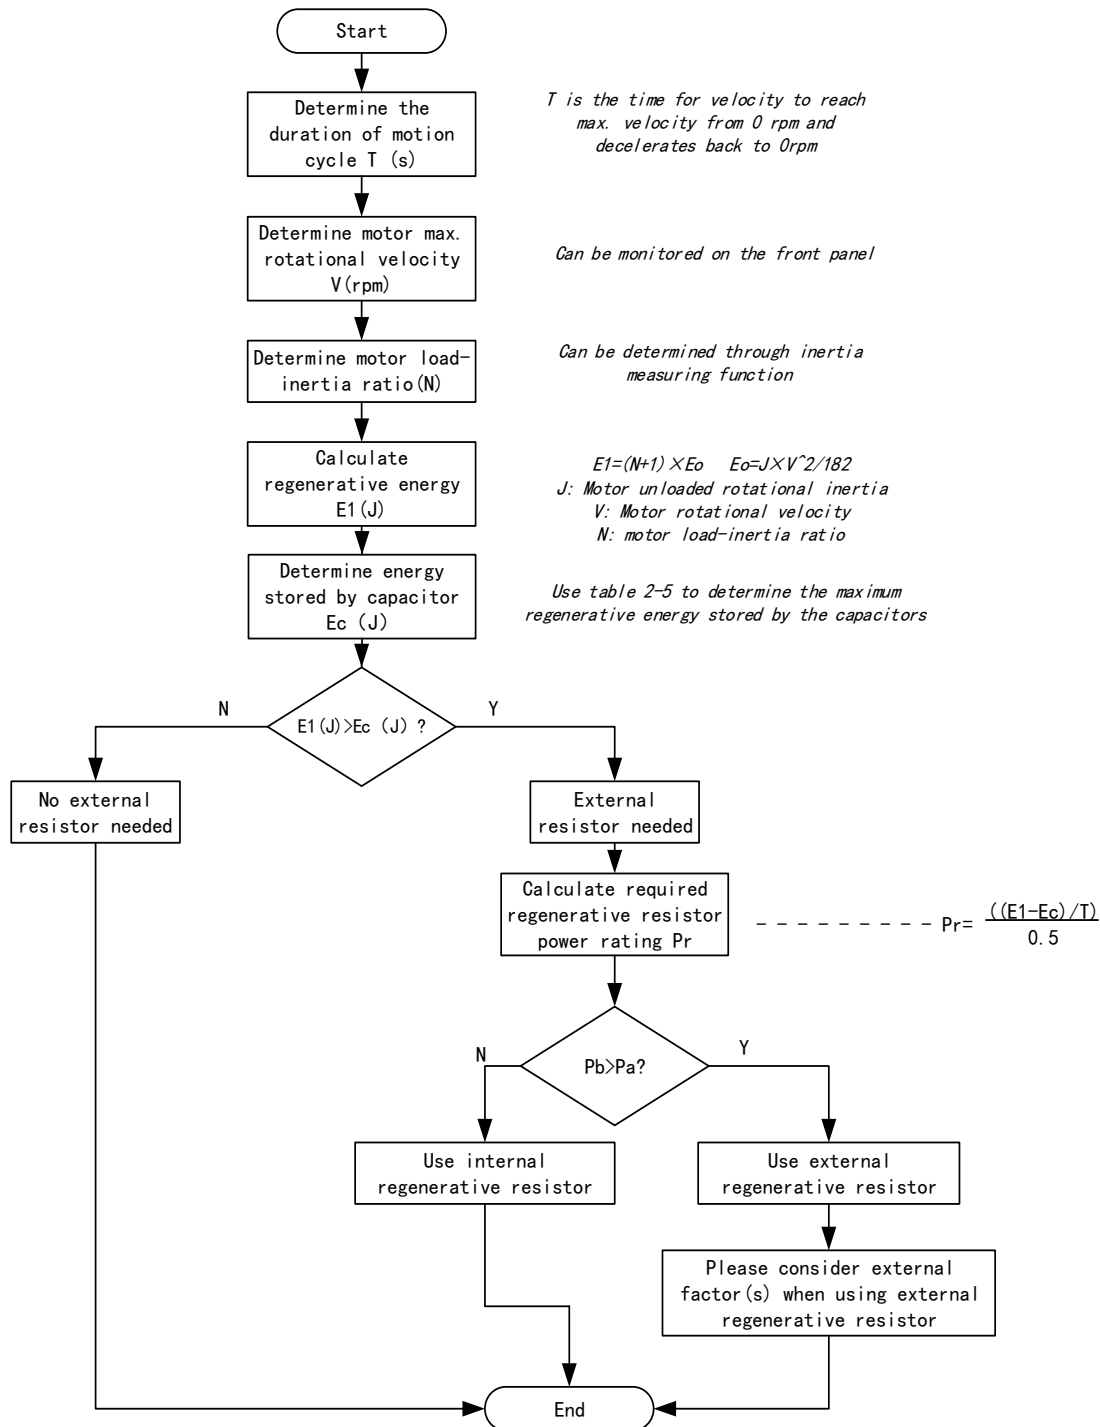 Start
Determine the
duration of motion
cycle T (s)
T is the time for velocity to reach
max. velocity from 0 rpm and
decelerates back to 0rpm
Determine motor max.
rotational velocity
V(rpm)
Can be monitored on the front panel
Determine motor load-
inertia ratio(N)
Can be determined through inertia
measuring function
Calculate
regenerative energy
E1(J)
E1=(N+1)×Eo Eo=J×V^2/182
J: Motor unloaded rotational inertia
V: Motor rotational velocity
N: motor load-inertia ratio
Determine energy
stored by capacitor
Ec (J)
Use table 2-5 to determine the maximum
regenerative energy stored by the capacitors
N
Y
E1(J)>Ec (J) ?
No external
resistor needed
External
resistor needed
Calculate required
regenerative resistor
power rating Pr
Pr= ((E1-Ec)/T)
0.5
N
Y
Pb>Pa?
Use internal
regenerative resistor
Use external
regenerative resistor
Please consider external
factor(s) when using external
regenerative resistor
End